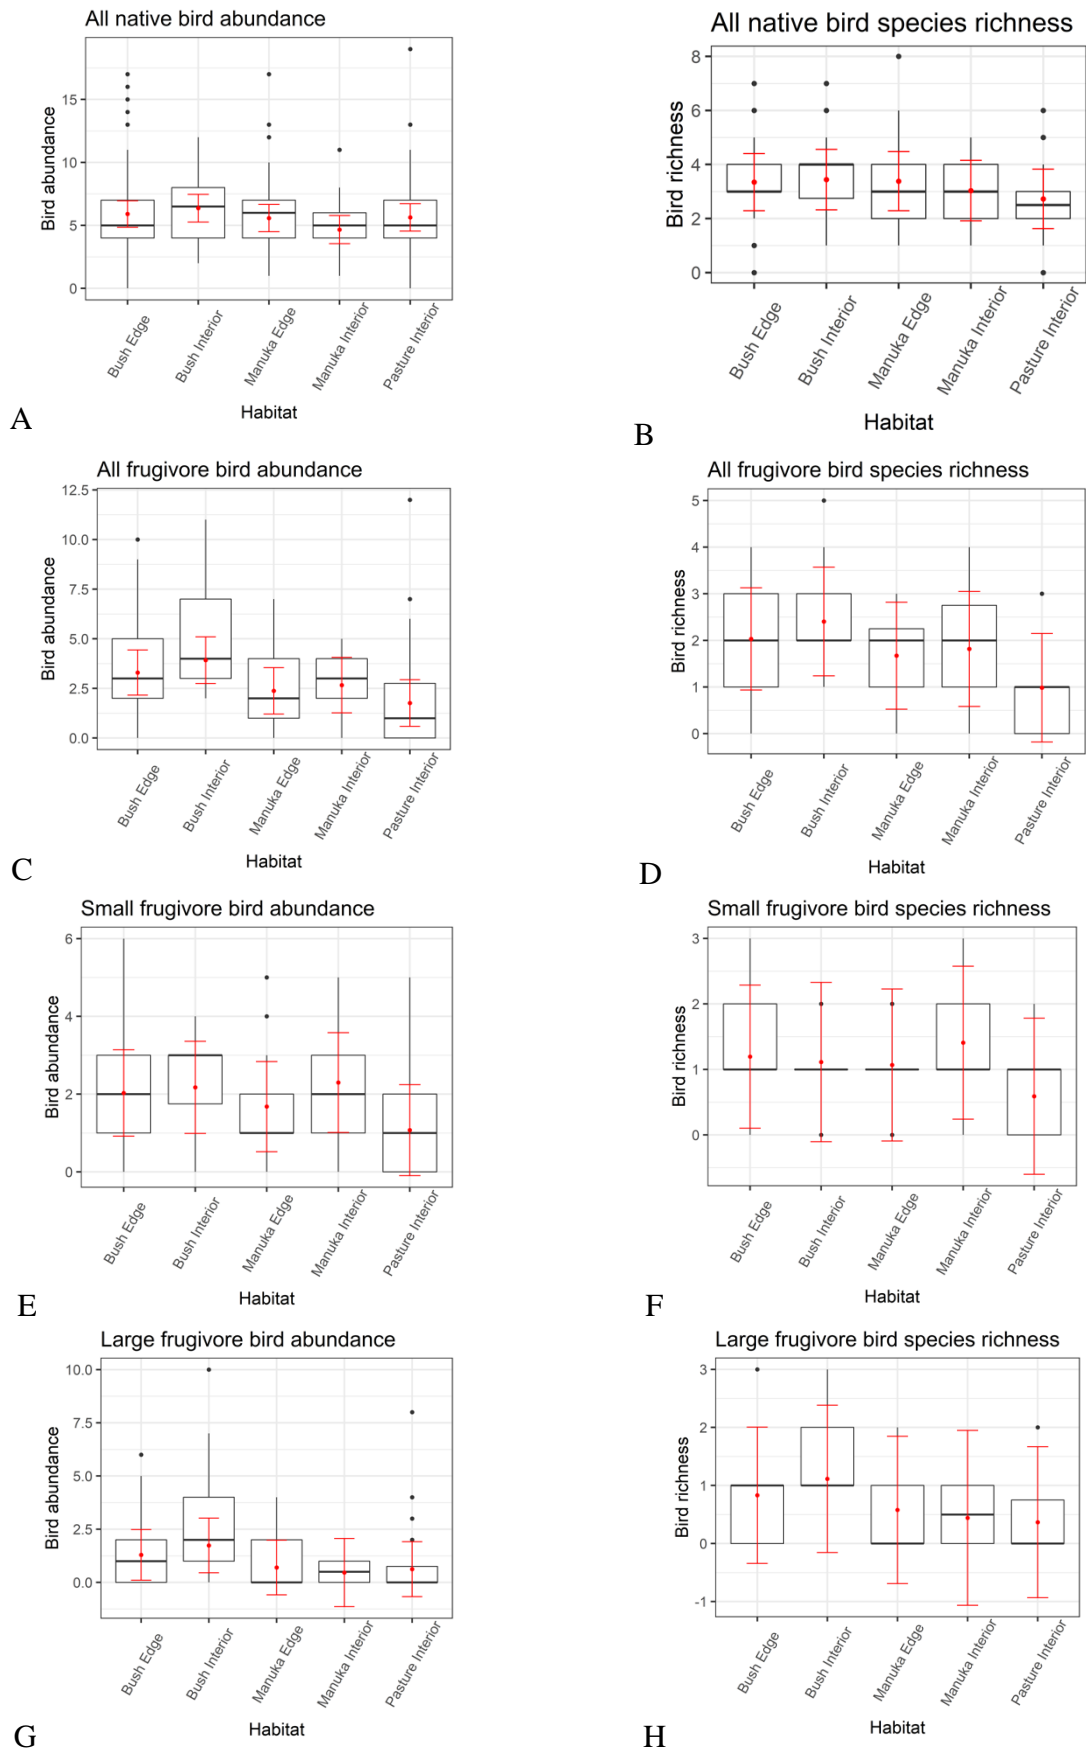 All native bird abundance
Bird abundance
15
10
5
0
Bush Edge
Bush Interior
Manuka Edge
Manuka Interior
Pasture Interior
Habitat
A
All native bird species richness
Bird richness
8
6
4
2
0
Bush Edge
Bush Interior
Manuka Edge
Manuka Interior
Pasture Interior
Habitat
B
All frugivore bird abundance
Bird abundance
12.5
10.0
7.5
5.0
2.5
0.0
Bush Edge
Bush Interior
Manuka Edge
Manuka Interior
Pasture Interior
Habitat
C
All frugivore bird species richness
Bird richness
5
4
3
2
1
0
Bush Edge
Bush Interior
Manuka Edge
Manuka Interior
Pasture Interior
Habitat
D
Small frugivore bird abundance
Bird abundance
6
4
2
0
Bush Edge
Bush Interior
Manuka Edge
Manuka Interior
Pasture Interior
Habitat
E
Small frugivore bird species richness
Bird richness
3
2
1
0
Bush Edge
Bush Interior
Manuka Edge
Manuka Interior
Pasture Interior
Habitat
F
Large frugivore bird abundance
Bird abundance
10.0
7.5
5.0
2.5
0.0
Bush Edge
Bush Interior
Manuka Edge
Manuka Interior
Pasture Interior
Habitat
G
Large frugivore bird species richness
Bird richness
3
2
1
0
-1
Bush Edge
Bush Interior
Manuka Edge
Manuka Interior
Pasture Interior
Habitat
H